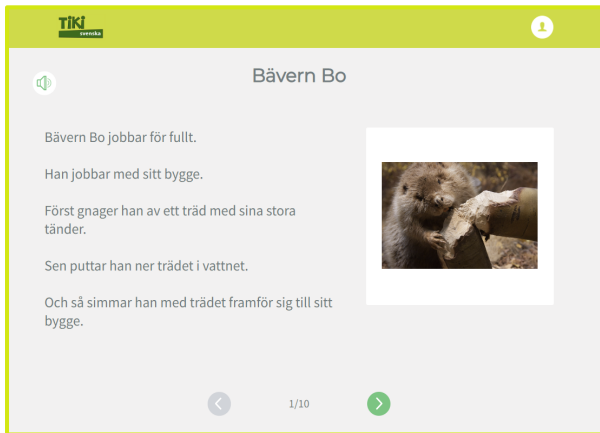 TiKi
svenska
Bävern Bo
Bävern Bo jobbar för fullt.
Han jobbar med sitt bygge.
Först gnager han av ett träd med sina stora
tänder.
Sen puttar han ner trädet i vattnet.
Och så simmar han med trädet framför sig till sitt
bygge.
1/10